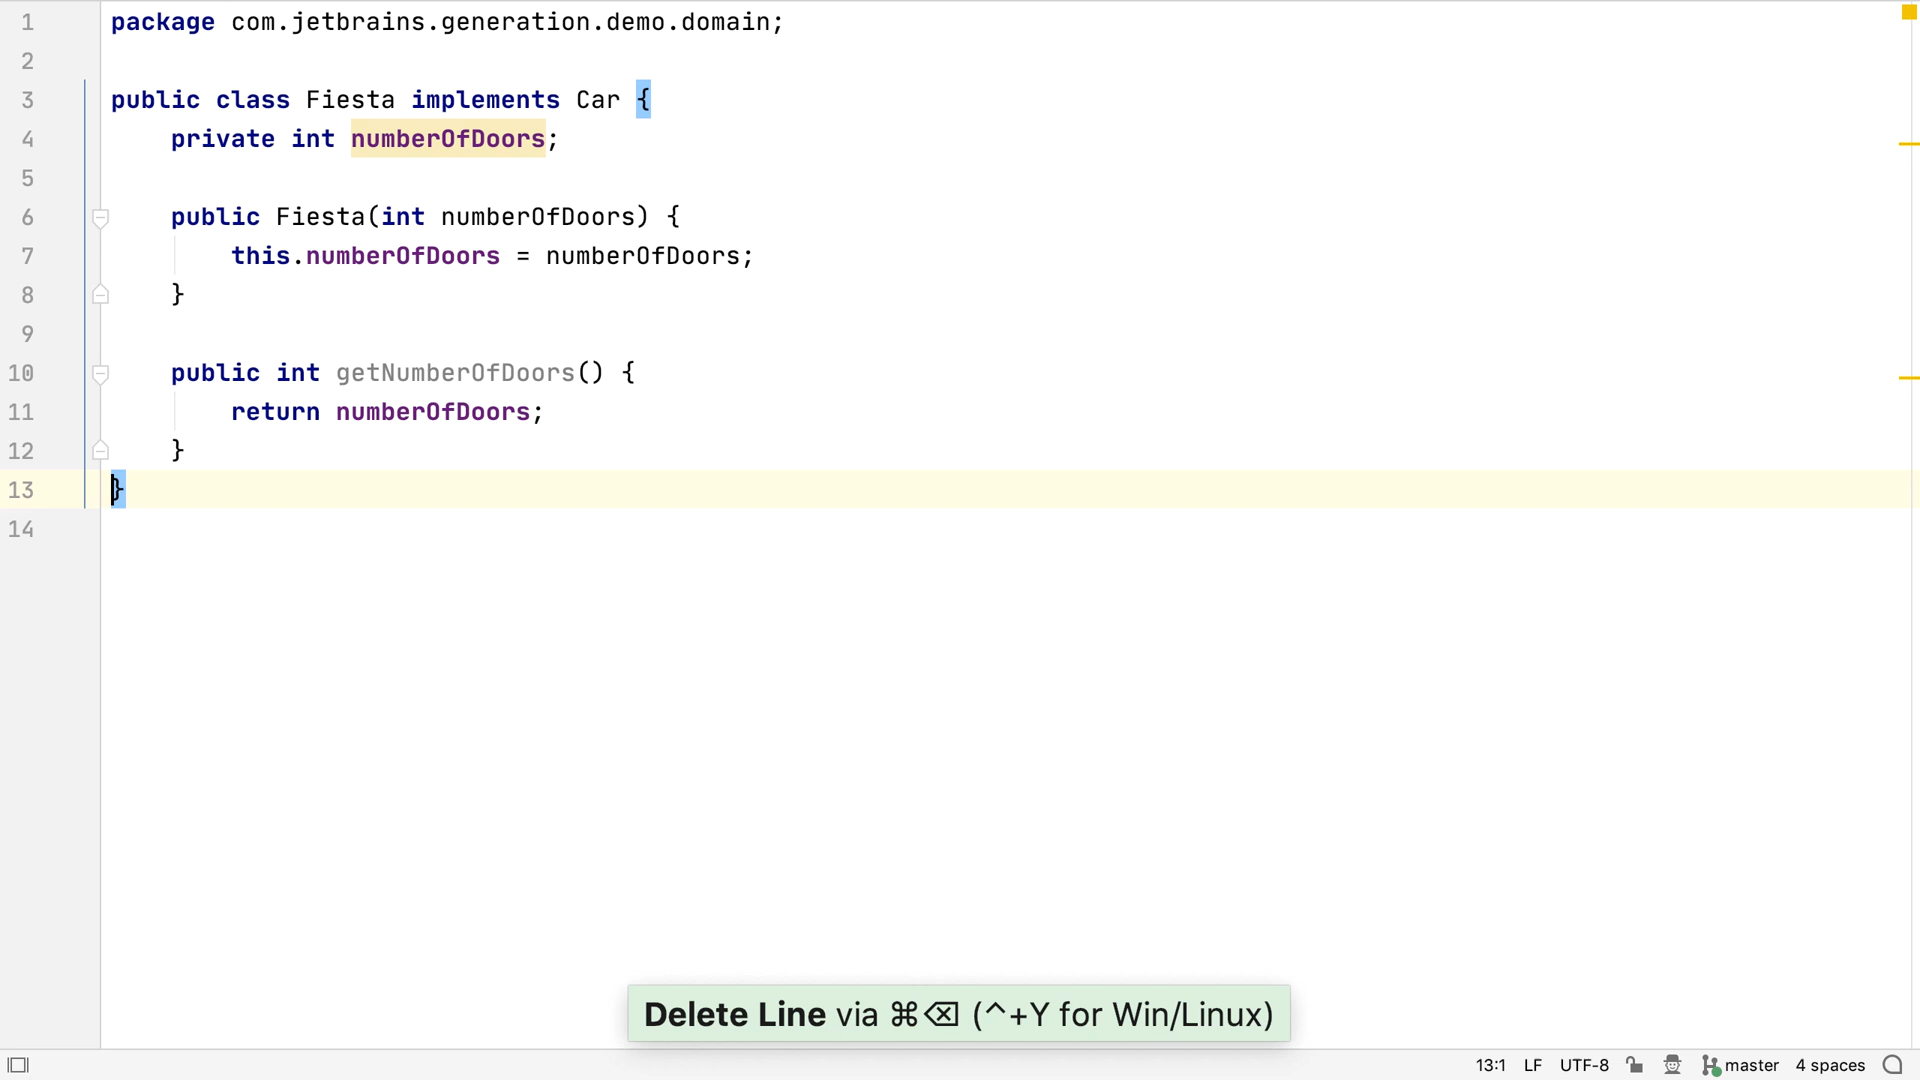 1 package com.jetbrains.generation.demo.domain;
2
3 public class Fiesta implements Car {
4     private int numberOfDoors;
5
6     public Fiesta(int numberOfDoors) {
7         this.numberOfDoors = numberOfDoors;
8     }
9
10     public int getNumberOfDoors() {
11         return numberOfDoors;
12     }
13 }
14
Delete Line via ⌘⌫ (^+Y for Win/Linux)
13:1 LF UTF-8 master 4 spaces